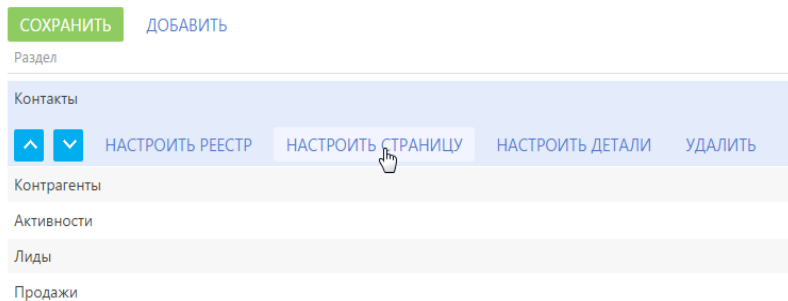 СОХРАНИТЬ ДОБАВИТЬ
Раздел
Контакты
НАСТРОИТЬ РЕЕСТР НАСТРОИТЬ СТРАНИЦУ НАСТРОИТЬ ДЕТАЛИ УДАЛИТЬ
Контрагенты
Активности
Лиды
Продажи